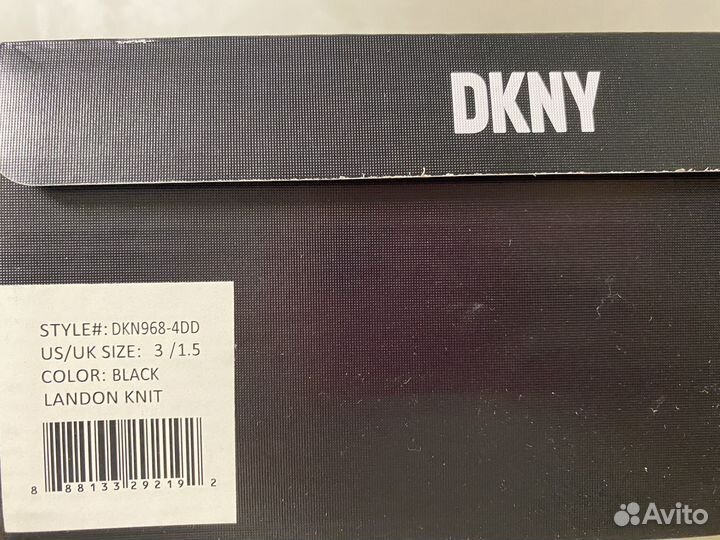 DKNY
STYLE#: DKN968-4DD
US/UK SIZE: 3 /1.5
COLOR: BLACK
LANDON KNIT
8 88133 29219 2
Avito